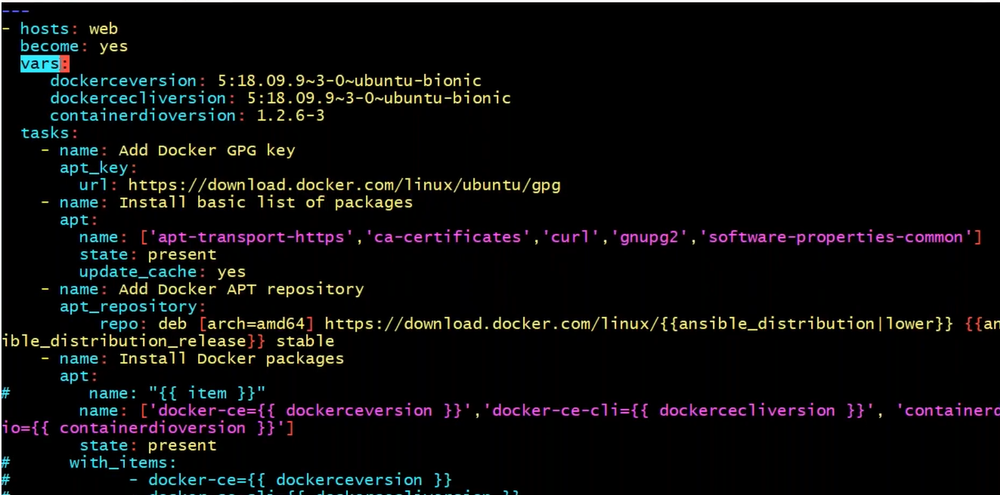 ---
- hosts: web
  become: yes
  vars:
     dockerceversion: 5:18.09.9~3-0~ubuntu-bionic
     dockercecliversion: 5:18.09.9~3-0~ubuntu-bionic
     containerdioversion: 1.2.6-3
  tasks:
    - name: Add Docker GPG key
      apt_key:
        url: https://download.docker.com/linux/ubuntu/gpg
    - name: Install basic list of packages
      apt:
        name: ['apt-transport-https','ca-certificates','curl','gnupg2','software-properties-common']
        state: present
        update_cache: yes
    - name: Add Docker APT repository
      apt_repository:
          repo: deb [arch=amd64] https://download.docker.com/linux/{{ansible_distribution|lower}} {{an
ible_distribution_release}} stable
    - name: Install Docker packages
      apt:
#        name: "{{ item }}"
        name: ['docker-ce={{ dockerceversion }}','docker-ce-cli={{ dockercecliversion }}', 'containerd
io={{ containerdioversion }}']
        state: present
#      with_items:
#            - docker-ce={{ dockerceversion }}